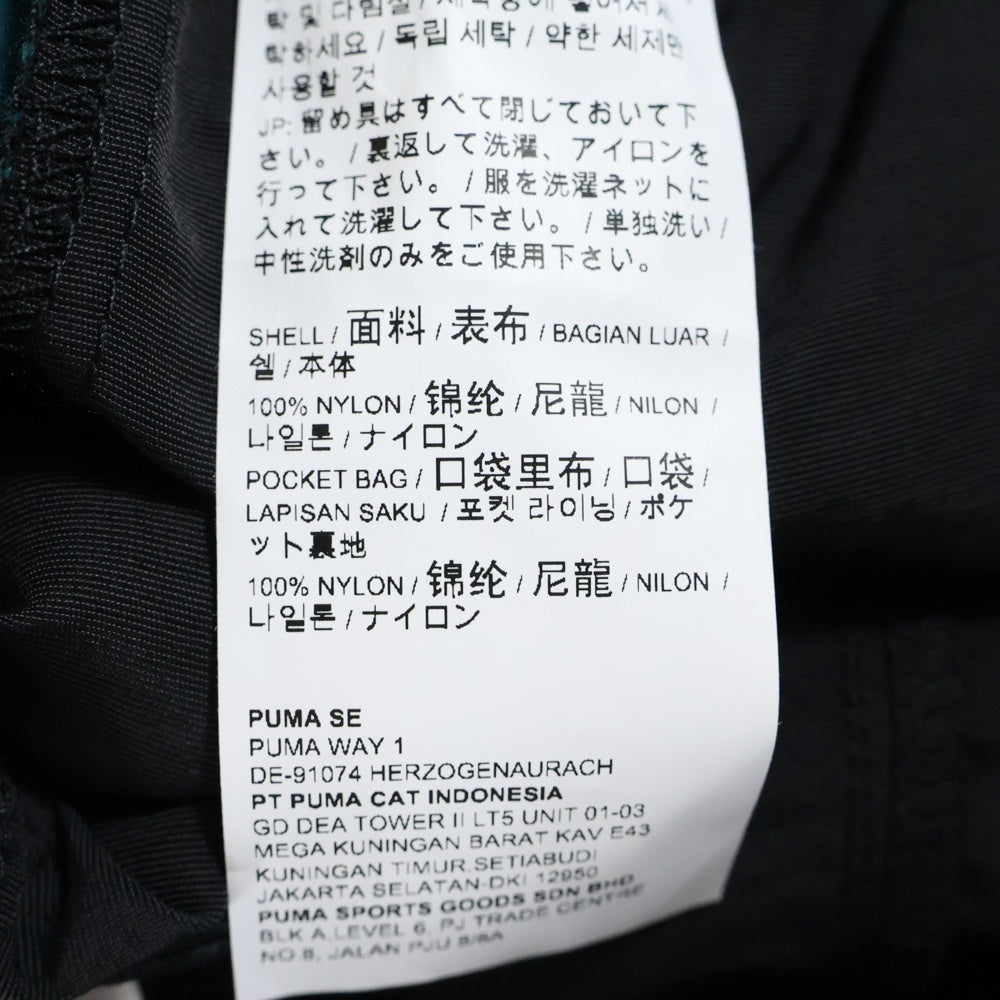 탁 및 다림질 / 세탁망에 넣어서 세
탁하세요 / 독립 세탁 / 약한 세제만
사용할 것
JP: 留め具はすべて閉じておいて下
さい。 / 裏返して洗濯、アイロンを
行って下さい。 / 服を洗濯ネットに
入れて洗濯して下さい。 / 単独洗い /
中性洗剤のみをご使用下さい。
SHELL / 面料 / 表布 / BAGIAN LUAR /
쉘 / 本体
100% NYLON / 锦纶 / 尼龍 / NILON /
나일론 / ナイロン
POCKET BAG / 口袋里布 / 口袋 /
LAPISAN SAKU / 포켓 라이닝 / ポケ
ット裏地
100% NYLON / 锦纶 / 尼龍 / NILON /
나일론 / ナイロン
PUMA SE
PUMA WAY 1
DE-91074 HERZOGENAURACH
PT PUMA CAT INDONESIA
GD DEA TOWER II LT5 UNIT 01-03
MEGA KUNINGAN BARAT KAV E43
KUNINGAN TIMUR.SETIABUDI
JAKARTA SELATAN-DKI 12950
PUMA SPORTS GOODS SDN BHD
BLK A,LEVEL 6, PJ TRADE CENTRE
NO.8, JALAN PJU 8/8A